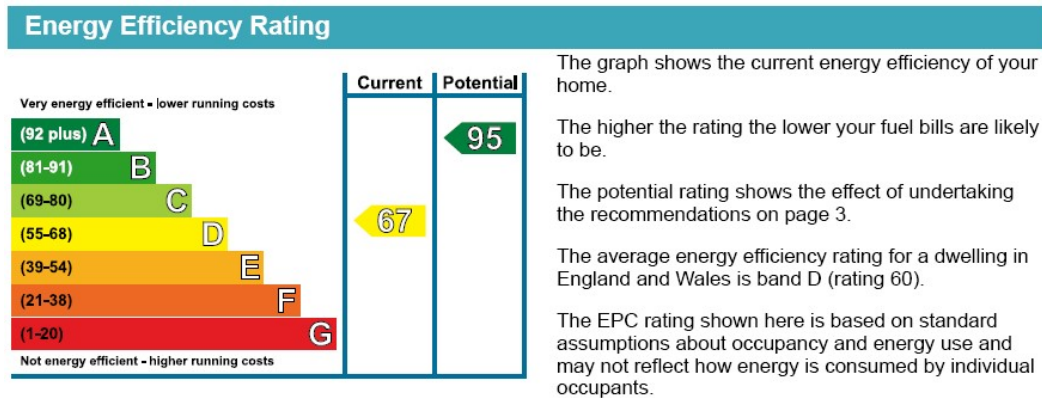 Energy Efficiency Rating
Current Potential
Very energy efficient - lower running costs
(92 plus) A
(81-91) B
(69-80) C
(55-68) D
(39-54) E
(21-38) F
(1-20) G
Not energy efficient - higher running costs
95
67
The graph shows the current energy efficiency of your
home.
The higher the rating the lower your fuel bills are likely
to be.
The potential rating shows the effect of undertaking
the recommendations on page 3.
The average energy efficiency rating for a dwelling in
England and Wales is band D (rating 60).
The EPC rating shown here is based on standard
assumptions about occupancy and energy use and
may not reflect how energy is consumed by individual
occupants.